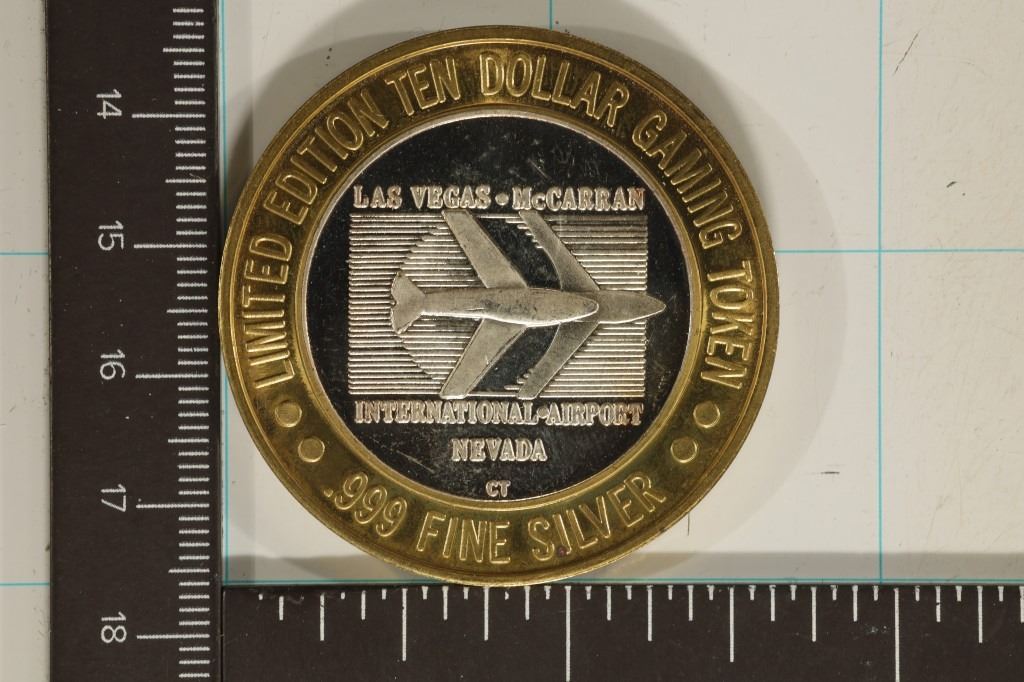 LIMITED EDITION TEN DOLLAR GAMING TOKEN
LAS VEGAS • McCARRAN
INTERNATIONAL • AIRPORT
NEVADA
CT
.999 FINE SILVER
14
15
16
17
18